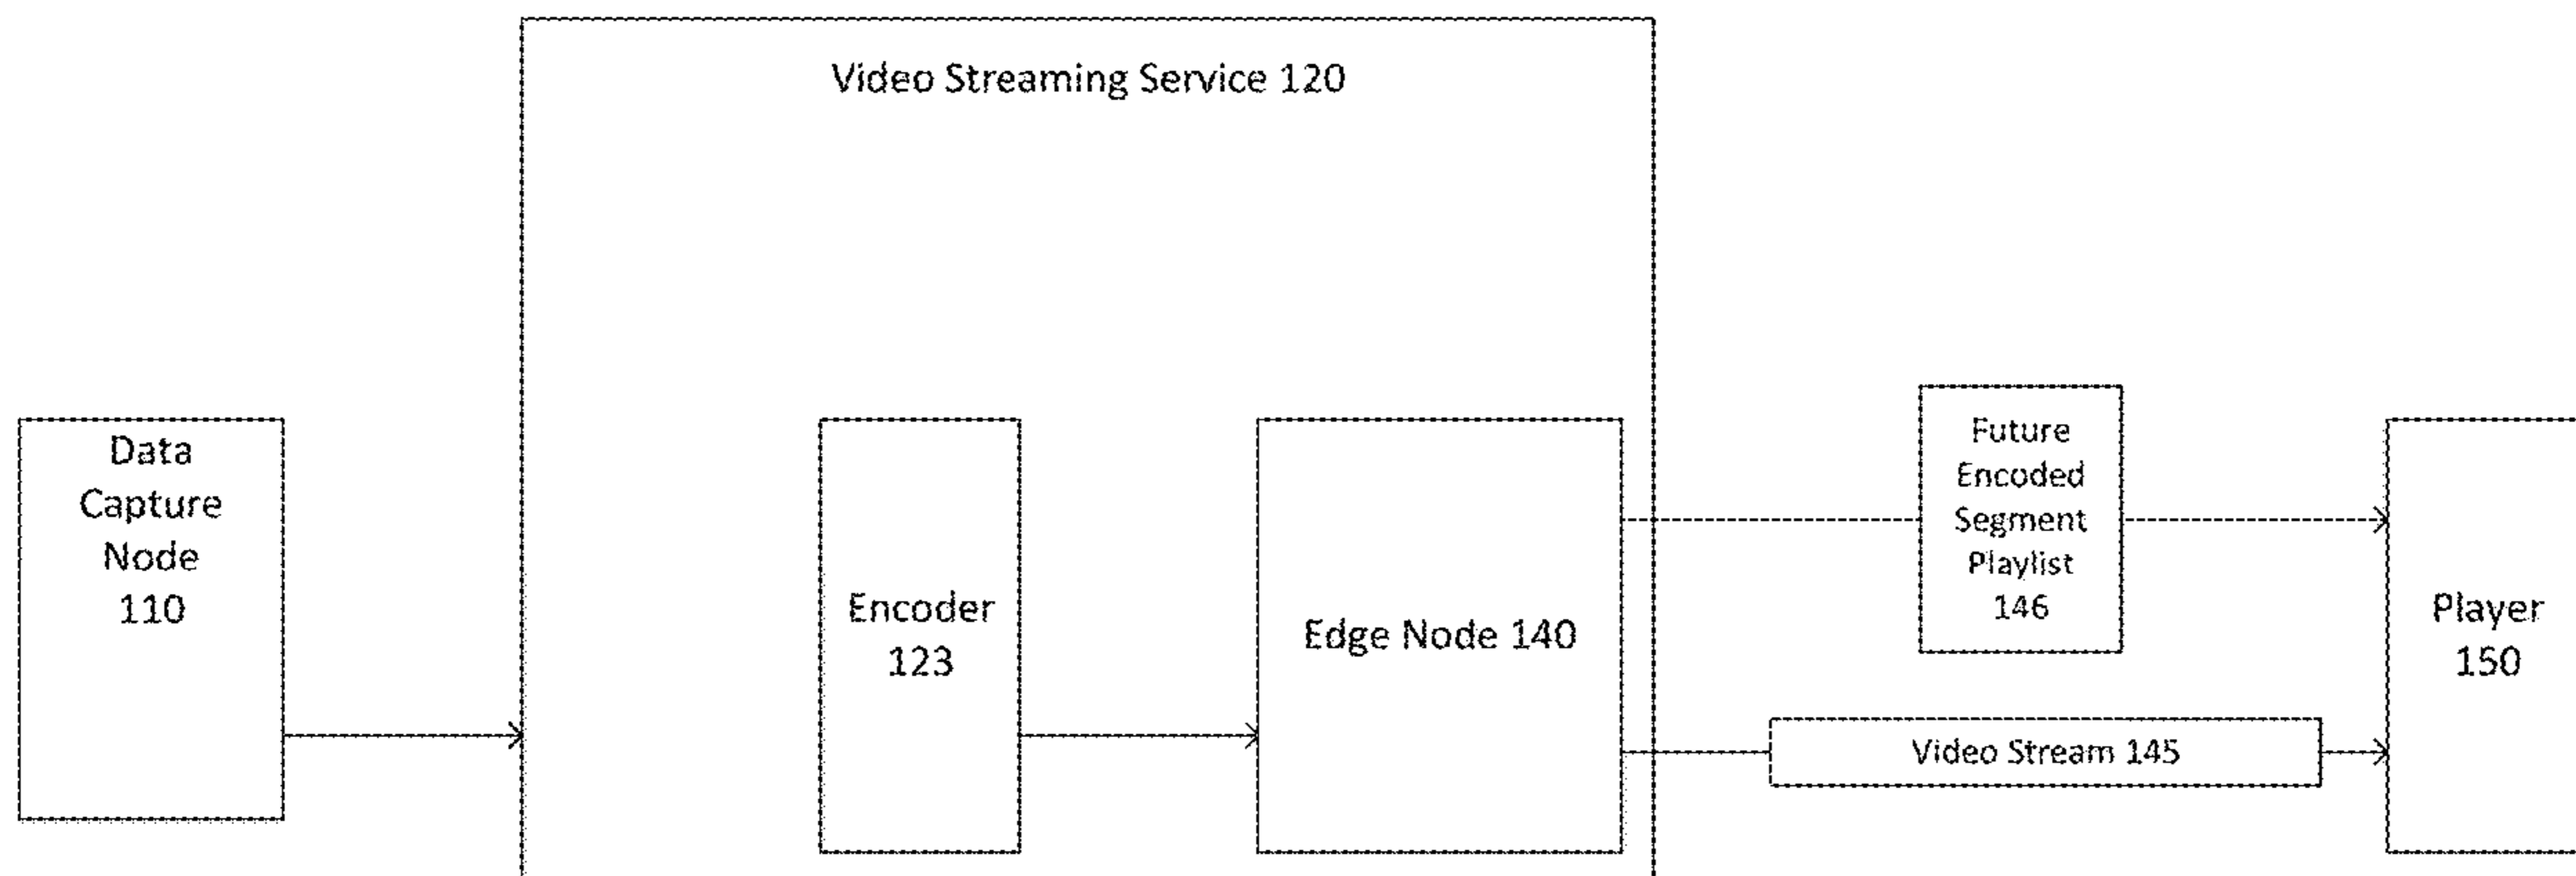 Video Streaming Service 120
Data
Capture
Node
110
Encoder
123
Edge Node 140
Future
Encoded
Segment
Playlist
146
Video Stream 145
Player
150